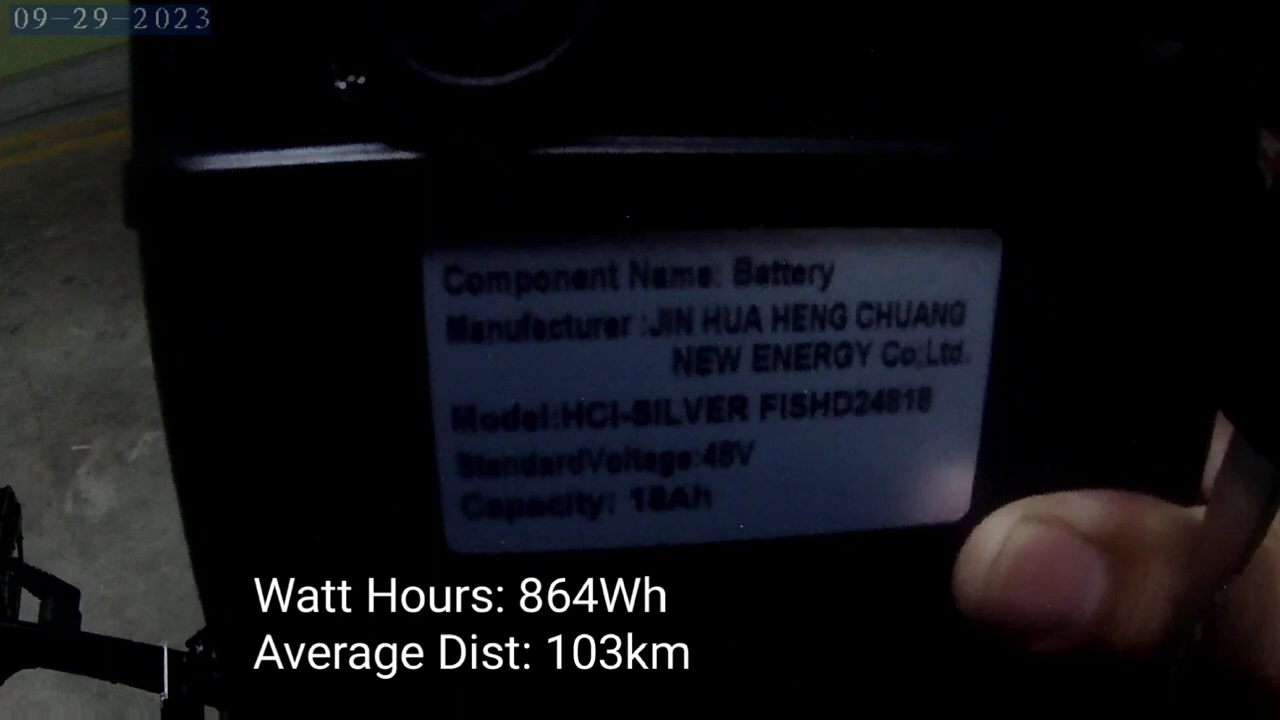 09-29-2023
Component Name: Battery
Manufacturer :JIN HUA HENG CHUANG
NEW ENERGY Co;Ltd.
Model:HCI-SILVER FISHD24818
StandardVoltage:48V
Capacity: 18Ah
Watt Hours: 864Wh
Average Dist: 103km